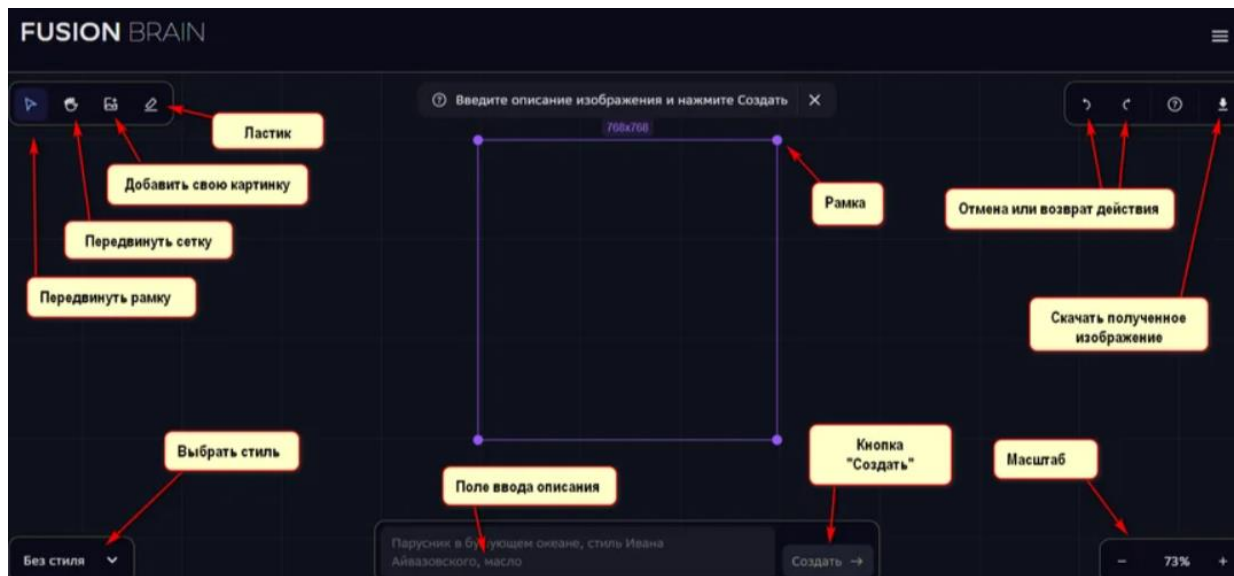 FUSION BRAIN
Введите описание изображения и нажмите Создать
768x768
Ластик
Добавить свою картинку
Рамка
Отмена или возврат действия
Передвинуть сетку
Передвинуть рамку
Скачать полученное
изображение
Выбрать стиль
Кнопка
"Создать"
Масштаб
Поле ввода описания
Парусник в бушующем океане, стиль Ивана
Айвазовского, масло
Без стиля
Создать →
− 73% +